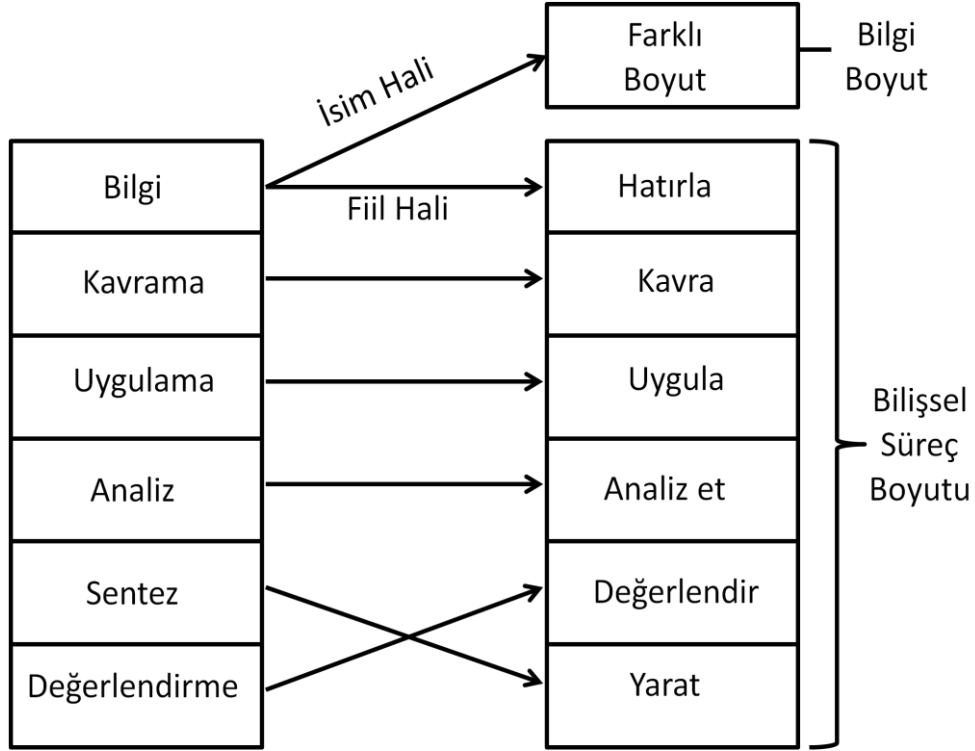 Farklı
Boyut
Bilgi
Boyut
İsim Hali
Bilgi
Fiil Hali
Hatırla
Kavrama
Kavra
Uygulama
Uygula
Analiz
Analiz et
Sentez
Değerlendir
Değerlendirme
Yarat
Bilişsel
Süreç
Boyutu